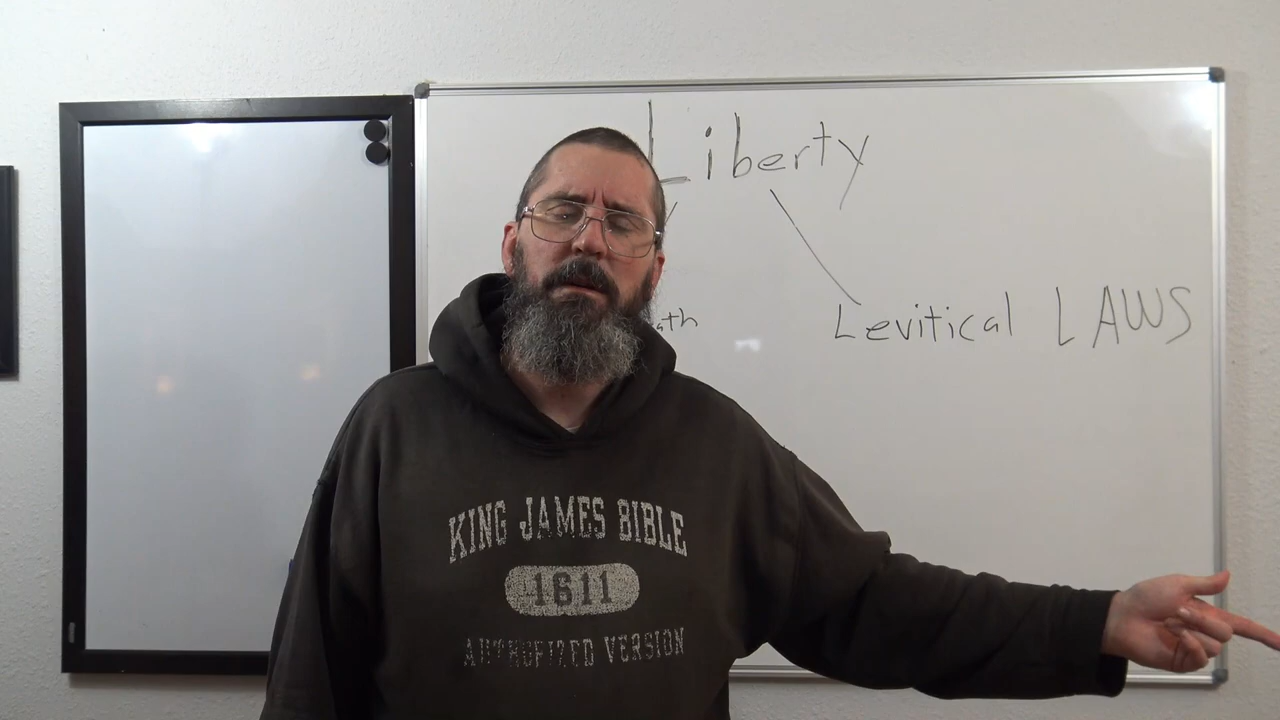 Liberty
Levitical LAWS
KING JAMES BIBLE
1611
AUTHORIZED VERSION